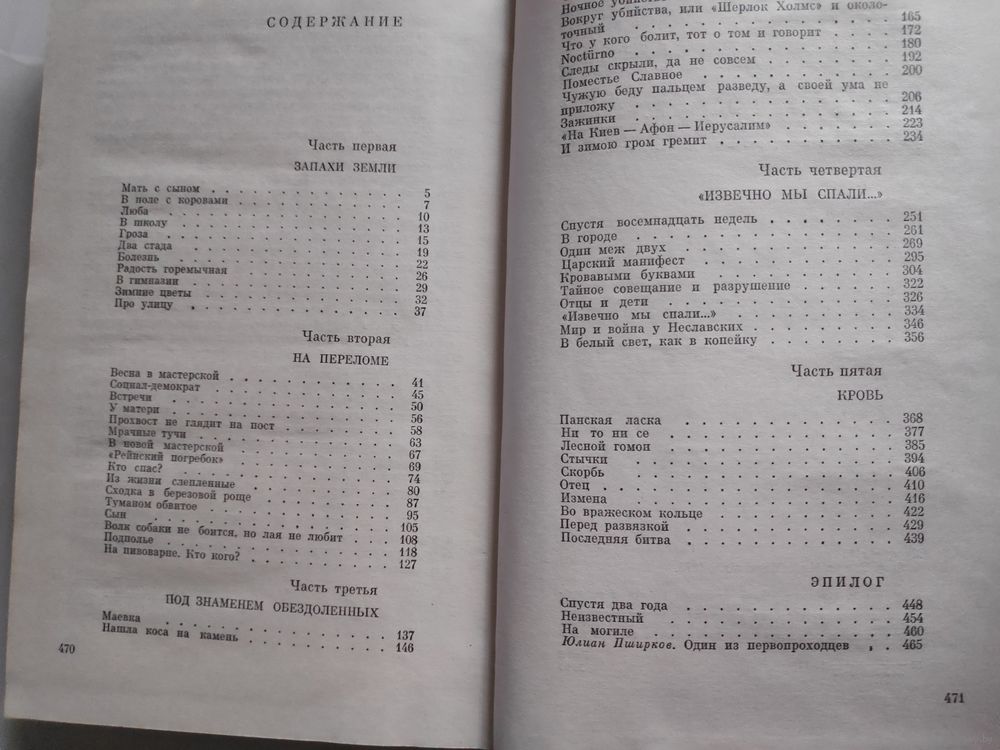 СОДЕРЖАНИЕ
Часть первая
ЗАПАХИ ЗЕМЛИ
Мать с сыном . . . . . . . . . . 5
В поле с коровами . . . . . . . . . . 7
Люба . . . . . . . . . . 10
В школу . . . . . . . . . . 13
Гроза . . . . . . . . . . 15
Два стада . . . . . . . . . . 19
Болезнь . . . . . . . . . . 22
Радость горемычная . . . . . . . . . . 26
В гимназии . . . . . . . . . . 29
Зимние цветы . . . . . . . . . . 32
Про улицу . . . . . . . . . . 37
Часть вторая
НА ПЕРЕЛОМЕ
Весна в мастерской . . . . . . . . . . 41
Социал-демократ . . . . . . . . . . 45
Встречи . . . . . . . . . . 50
У матери . . . . . . . . . . 56
Прохвост не глядит на пост . . . . . . 58
Мрачные тучи . . . . . . . . . . 63
В новой мастерской . . . . . . . . . . 67
«Рейнский погребок» . . . . . . . . . . 69
Кто спас? . . . . . . . . . . 74
Из жизни слепленные . . . . . . . . . . 80
Сходка в березовой роще . . . . . . . . 87
Туманом обвитое . . . . . . . . . . 95
Сын . . . . . . . . . . 105
Волк собаки не боится, но лая не любит . . . . 108
Подполье . . . . . . . . . . 118
На пивоварне. Кто кого? . . . . . . . . 127
Часть третья
ПОД ЗНАМЕНЕМ ОБЕЗДОЛЕННЫХ
Маевка . . . . . . . . . . 137
Нашла коса на камень . . . . . . . . . . 146
470
Ночное
Вокруг убийства, или «Шерлок Холмс» и около-
точный . . . . . . . . . . 165
Что у кого болит, тот о том и говорит . . . . 172
Noctürno . . . . . . . . . . 180
Следы скрыли, да не совсем . . . . . . . 192
Поместье Славное . . . . . . . . . . 200
Чужую беду пальцем разведу, а своей ума не
приложу . . . . . . . . . . 206
Зажинки . . . . . . . . . . 214
«На Киев — Афон — Иерусалим» . . . . . . 223
И зимою гром гремит . . . . . . . . . . 234
Часть четвертая
«ИЗВЕЧНО МЫ СПАЛИ...»
Спустя восемнадцать недель . . . . . . . 251
В городе . . . . . . . . . . 261
Один меж двух . . . . . . . . . . 269
Царский манифест . . . . . . . . . . 295
Кровавыми буквами . . . . . . . . . . 304
Тайное совещание и разрушение . . . . . . 322
Отцы и дети . . . . . . . . . . 326
«Извечно мы спали...» . . . . . . . . . . 334
Мир и война у Неславских . . . . . . . . 346
В белый свет, как в копейку . . . . . . . 356
Часть пятая
КРОВЬ
Панская ласка . . . . . . . . . . 368
Ни то ни се . . . . . . . . . . 377
Лесной гомон . . . . . . . . . . 385
Стычки . . . . . . . . . . 394
Скорбь . . . . . . . . . . 406
Отец . . . . . . . . . . 410
Измена . . . . . . . . . . 416
Во вражеском кольце . . . . . . . . . . 422
Перед развязкой . . . . . . . . . . 429
Последняя битва . . . . . . . . . . 439
ЭПИЛОГ
Спустя два года . . . . . . . . . . 448
Неизвестный . . . . . . . . . . 454
На могиле . . . . . . . . . . 460
Юлиан Пширков. Один из первопроходцев . . . 465
471